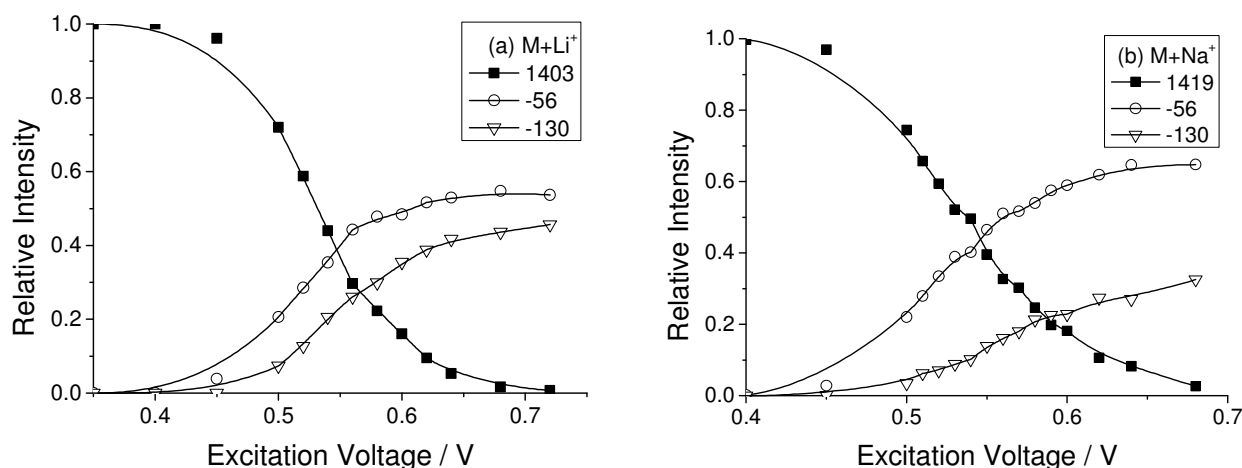 1.0
0.8
0.6
0.4
0.2
0.0
Relative Intensity
0.4 0.5 0.6 0.7
Excitation Voltage / V
(a) M+Li⁺
1403
-56
-130
1.0
0.8
0.6
0.4
0.2
0.0
Relative Intensity
0.4 0.5 0.6 0.7
Excitation Voltage / V
(b) M+Na⁺
1419
-56
-130